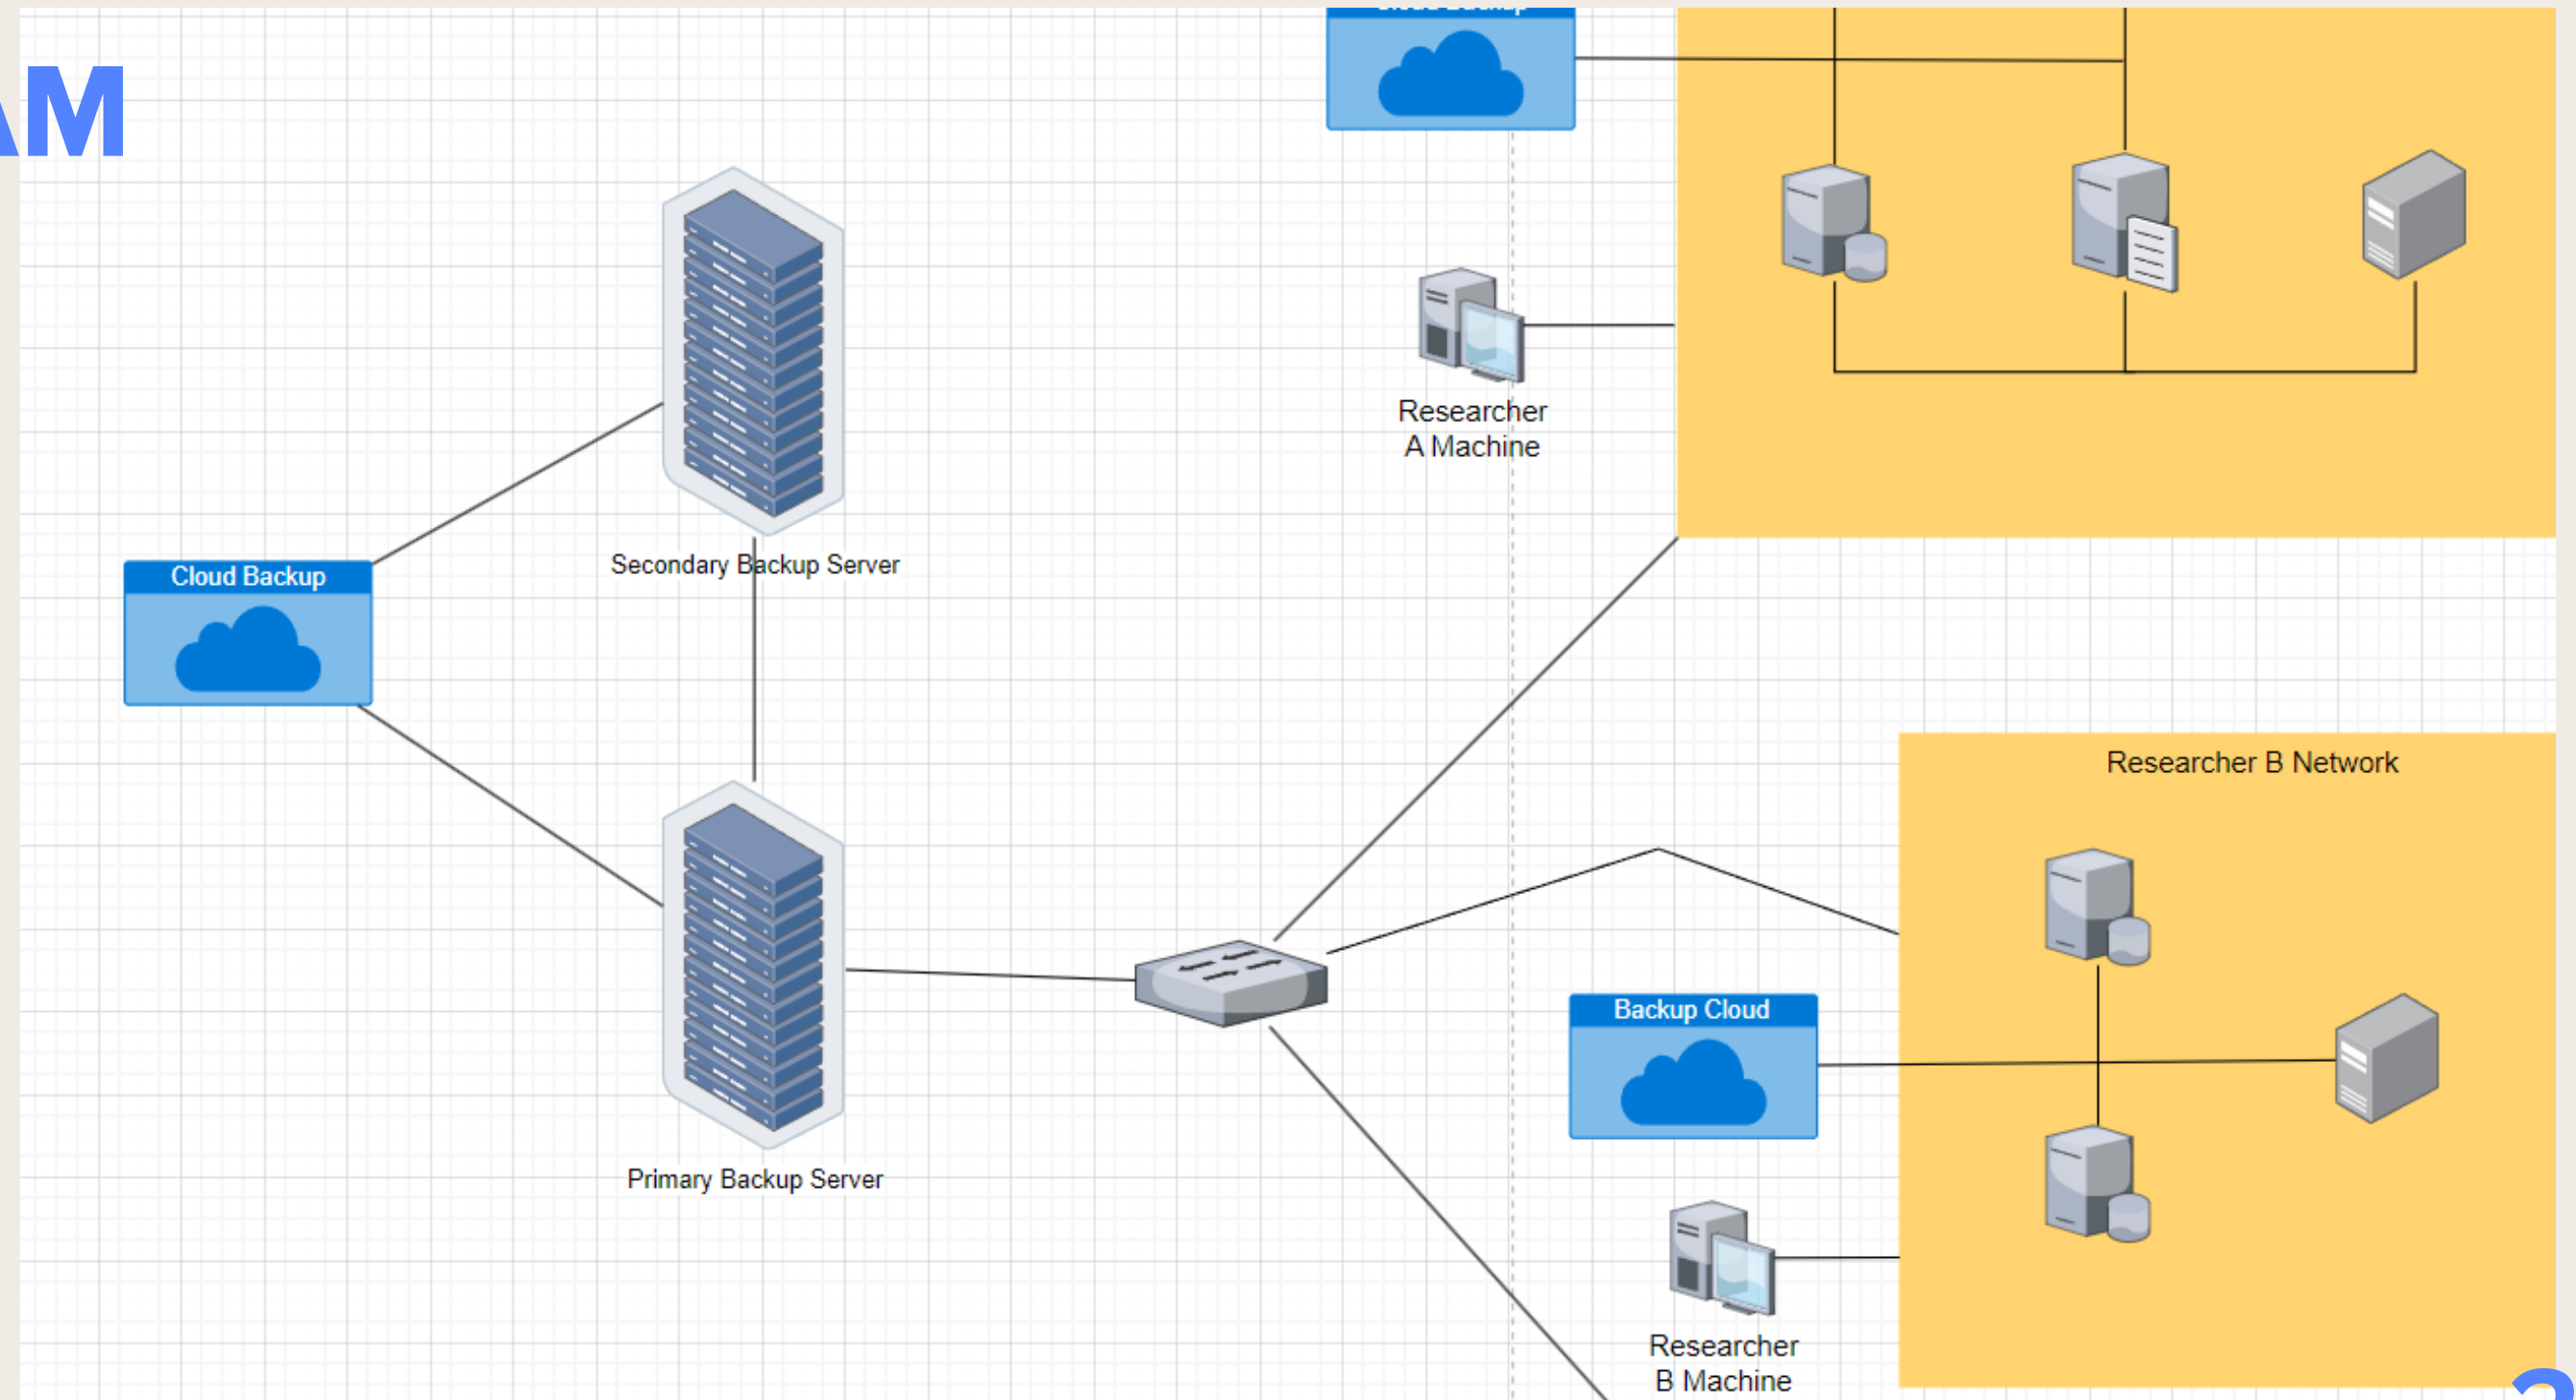 AM
Researcher
A Machine
Secondary Backup Server
Cloud Backup
Researcher B Network
Backup Cloud
Primary Backup Server
Researcher
B Machine